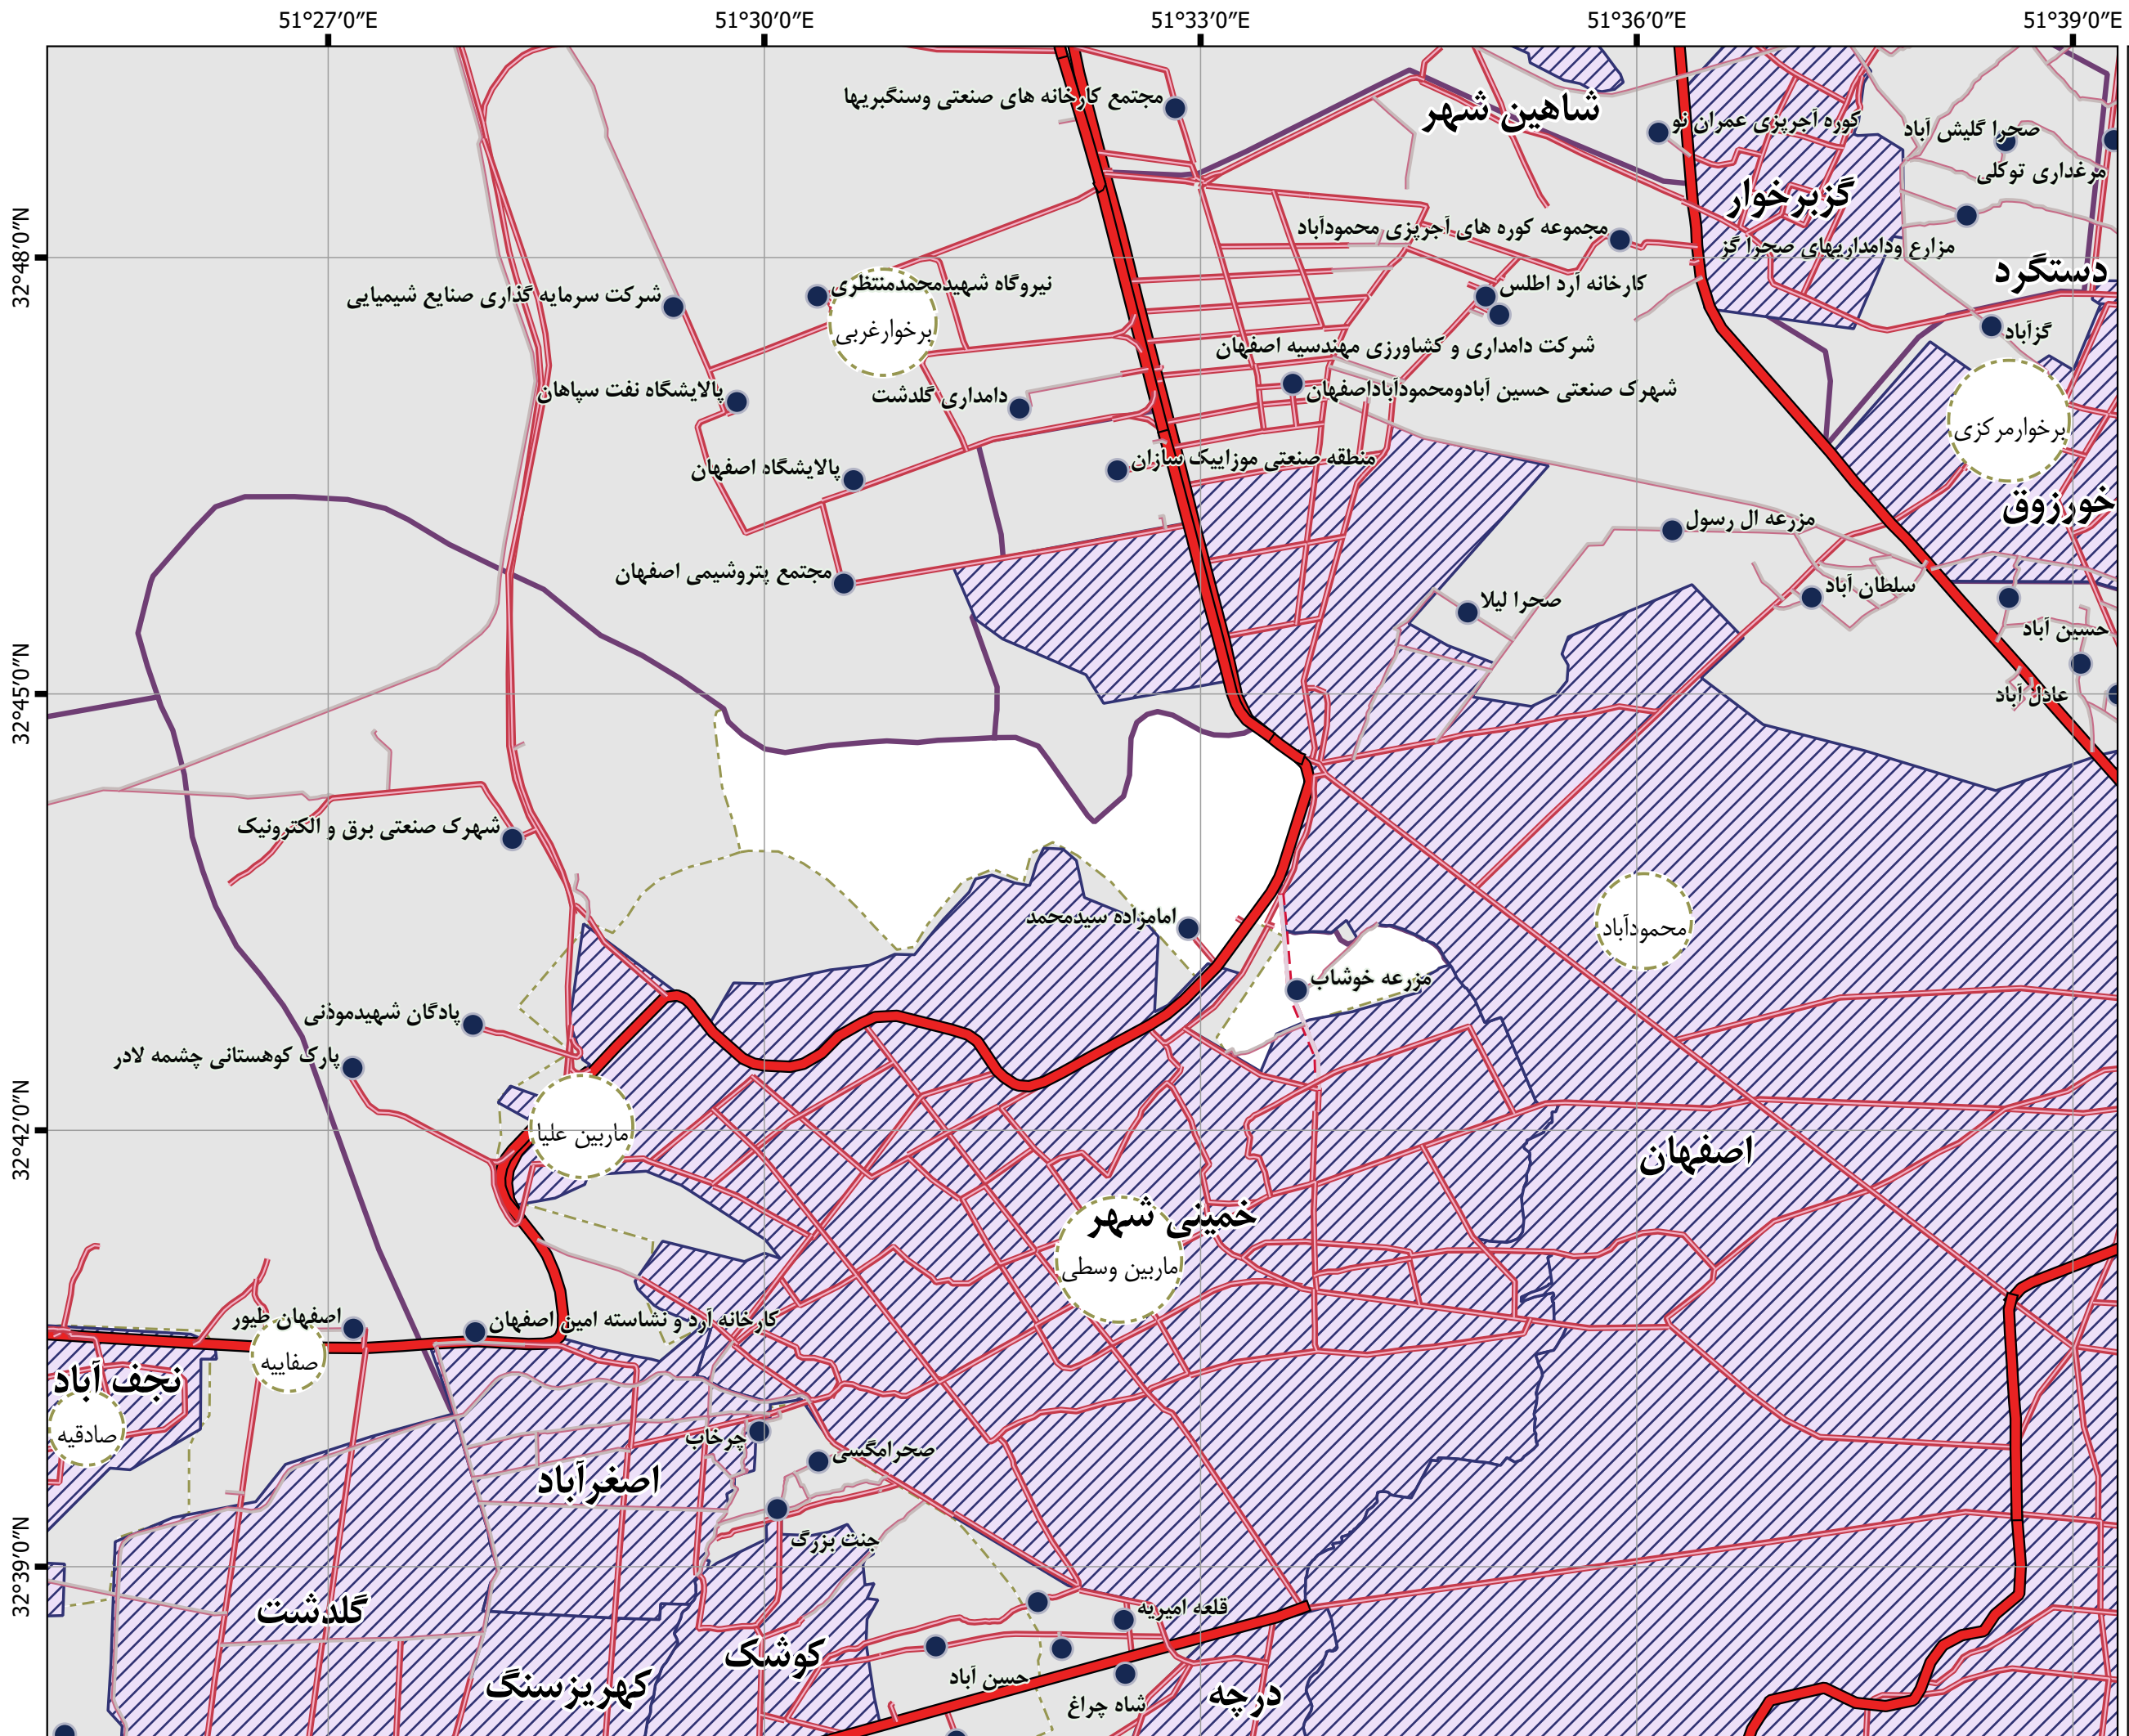 51°27′0″E
51°30′0″E
51°33′0″E
51°36′0″E
51°39′0″E
مجتمع کارخانه های صنعتی وسنگبریها
شاهین شهر
کوره آجرپزی عمران نو
صحرا گلیش آباد
مرغداری توکلی
گزبرخوار
مجموعه کوره های آجرپزی محمودآباد
مزارع ودامداریهای صحرا گز
32°48′0″N
دستگرد
نیروگاه شهیدمحمدمنتظری
کارخانه آرد اطلس
شرکت سرمایه گذاری صنایع شیمیایی
برخوارغربی
گزآباد
شرکت دامداری و کشاورزی مهندسیه اصفهان
پالایشگاه نفت سپاهان
دامداری گلدشت
شهرک صنعتی حسین آبادومحمودآباداصفهان
برخوارمرکزی
منطقه صنعتی موزاییک سازان
پالایشگاه اصفهان
خورزوق
مزرعه ال رسول
مجتمع پتروشیمی اصفهان
سلطان آباد
صحرا لیلا
حسین آباد
32°45′0″N
عادل آباد
شهرک صنعتی برق و الکترونیک
امامزاده سیدمحمد
محمودآباد
مزرعه خوشاب
پادگان شهیدموذنی
پارک کوهستانی چشمه لادر
32°42′0″N
ماربین علیا
اصفهان
خمینی شهر
ماربین وسطی
اصفهان طیور
کارخانه آرد و نشاسته امین اصفهان
صفاییه
نجف آباد
صادقیه
چرخاب
صحرامگسی
اصغرآباد
جنت بزرگ
32°39′0″N
گلدشت
قلعه امیریه
کوشک
حسن آباد
کهریزسنگ
شاه چراغ
درچه